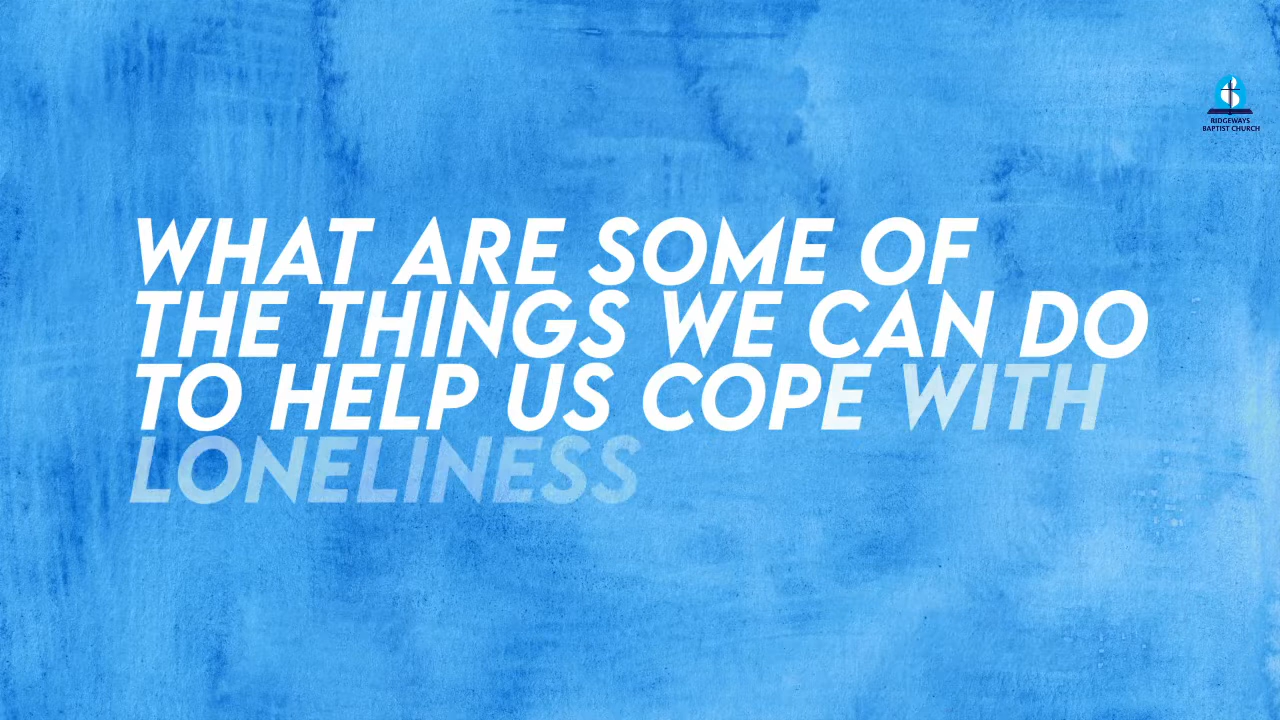 RIDGEWAYS
BAPTIST CHURCH
WHAT ARE SOME OF
THE THINGS WE CAN DO
TO HELP US COPE WITH
LONELINESS